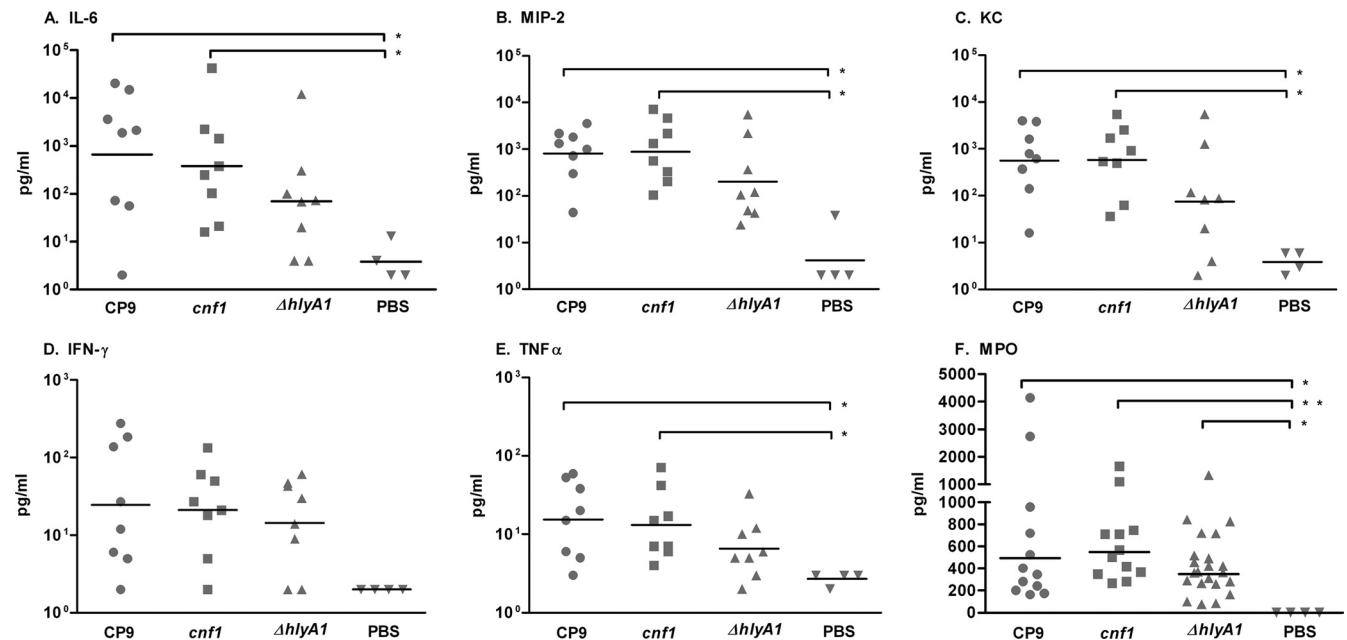 A. IL-6
*
*
10⁵
10⁴
10³
10²
10¹
10⁰
pg/ml
CP9
cnf1
ΔhlyA1
PBS
B. MIP-2
*
*
10⁵
10⁴
10³
10²
10¹
10⁰
pg/ml
CP9
cnf1
ΔhlyA1
PBS
C. KC
*
*
10⁵
10⁴
10³
10²
10¹
10⁰
pg/ml
CP9
cnf1
ΔhlyA1
PBS
D. IFN-γ
10³
10²
10¹
10⁰
pg/ml
CP9
cnf1
ΔhlyA1
PBS
E. TNFα
*
*
10³
10²
10¹
10⁰
pg/ml
CP9
cnf1
ΔhlyA1
PBS
F. MPO
*
* *
*
5000
4000
3000
2000
1000
1000
800
600
400
200
0
pg/ml
CP9
cnf1
ΔhlyA1
PBS